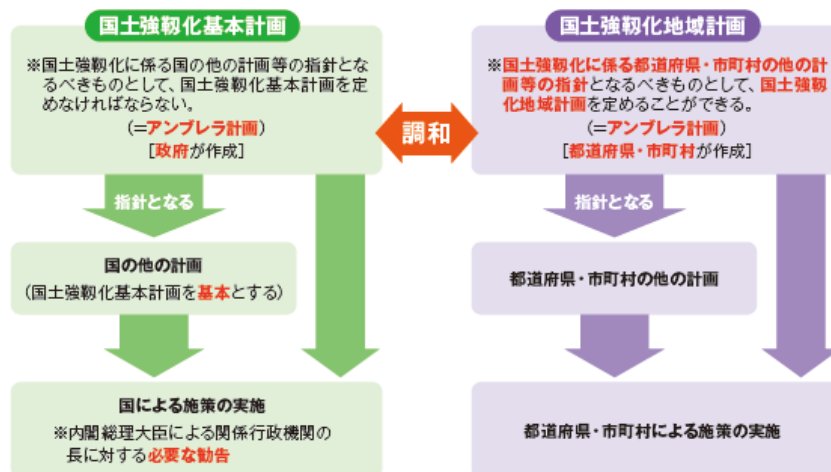 国土強靱化基本計画
※国土強靱化に係る国の他の計画等の指針とな
るべきものとして、国土強靱化基本計画を定
めなければならない。
(=アンブレラ計画)
[政府が作成]
指針となる
国の他の計画
(国土強靱化基本計画を基本とする)
国による施策の実施
※内閣総理大臣による関係行政機関の
長に対する必要な勧告
調和
国土強靱化地域計画
※国土強靱化に係る都道府県・市町村の他の計
画等の指針となるべきものとして、国土強靱
化地域計画を定めることができる。
(=アンブレラ計画)
[都道府県・市町村が作成]
指針となる
都道府県・市町村の他の計画
都道府県・市町村による施策の実施